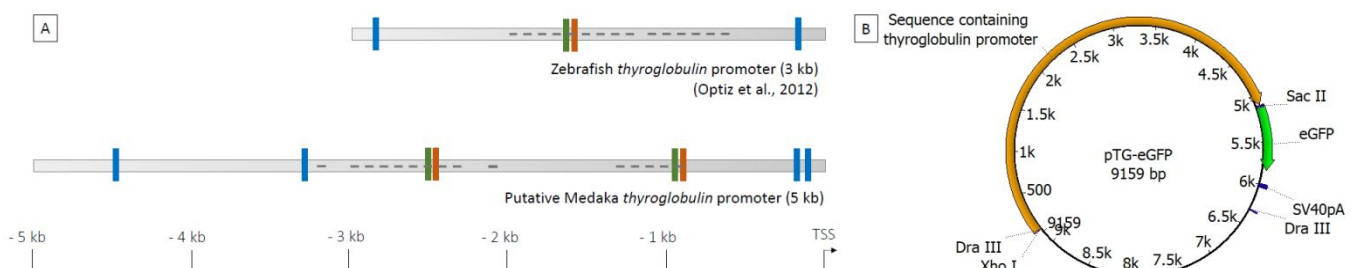 A
Zebrafish thyroglobulin promoter (3 kb)
(Optiz et al., 2012)
Putative Medaka thyroglobulin promoter (5 kb)
- 5 kb
- 4 kb
- 3 kb
- 2 kb
- 1 kb
TSS
B
Sequence containing
thyroglobulin promoter
3k
3.5k
2.5k
4k
2k
4.5k
1.5k
5k
Sac II
1k
5.5k
eGFP
pTG-eGFP
9159 bp
500
6k
SV40pA
9159
6.5k
Dra III
Dra III
9k
7k
Xho I
8.5k
8k
7.5k